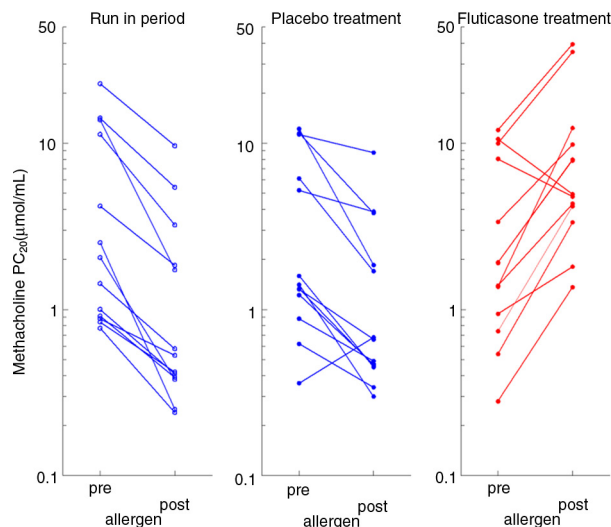 Run in period
Placebo treatment
Fluticasone treatment
Methacholine PC20(µmol/mL)
50
10
1
0.1
pre
post
allergen
50
10
1
0.1
pre
post
allergen
50
10
1
0.1
pre
post
allergen